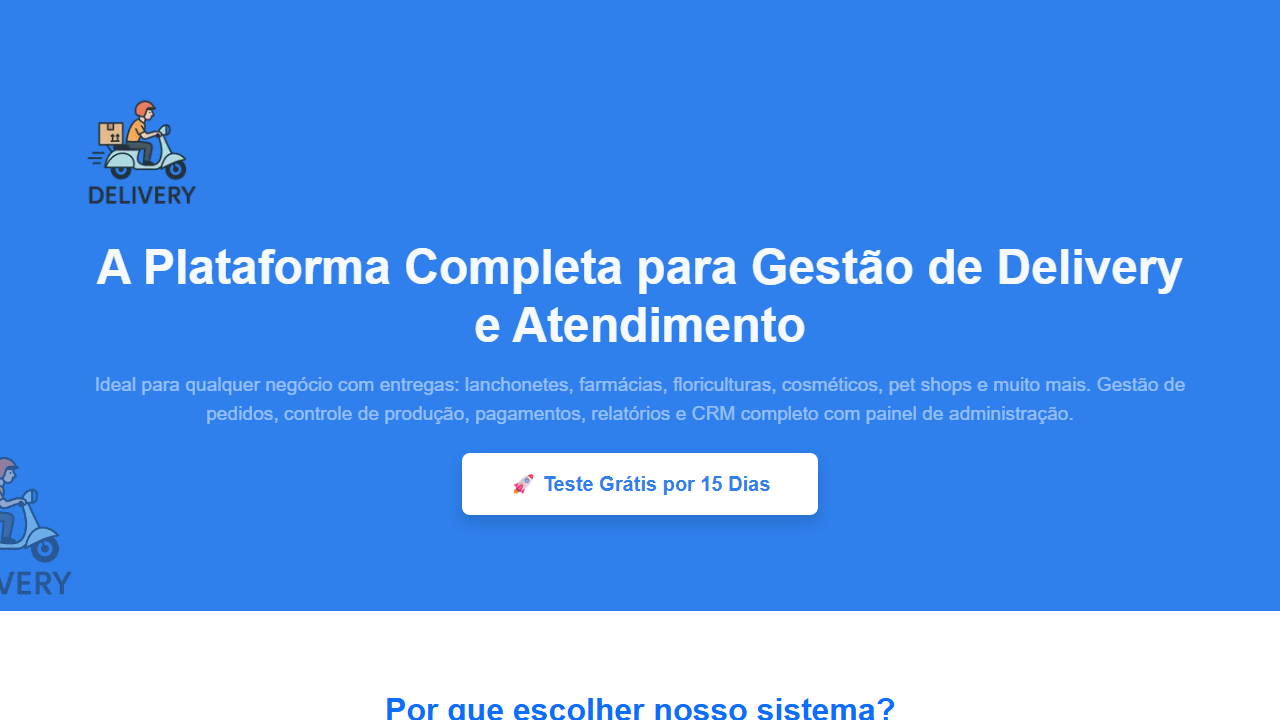 DELIVERY
A Plataforma Completa para Gestão de Delivery
e Atendimento
Ideal para qualquer negócio com entregas: lanchonetes, farmácias, floriculturas, cosméticos, pet shops e muito mais. Gestão de
pedidos, controle de produção, pagamentos, relatórios e CRM completo com painel de administração.
🚀 Teste Grátis por 15 Dias
VERY
Por que escolher nosso sistema?